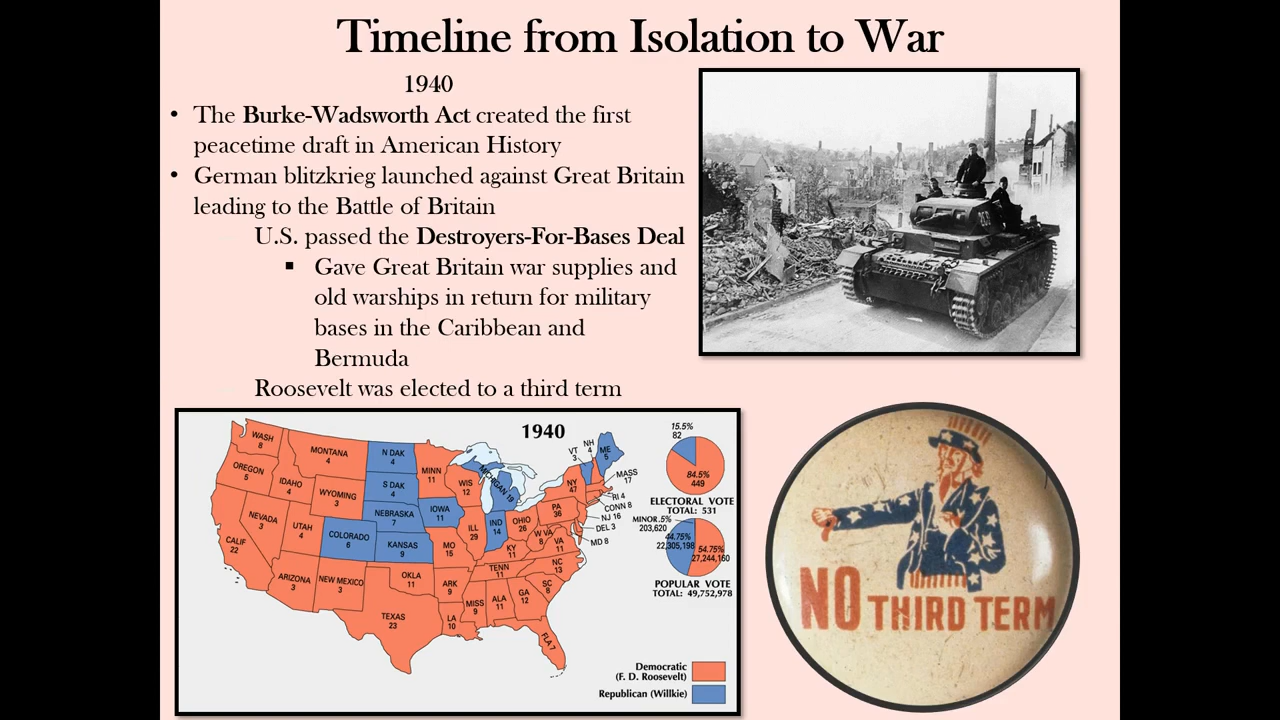 Timeline from Isolation to War
1940
• The Burke-Wadsworth Act created the first
peacetime draft in American History
• German blitzkrieg launched against Great Britain
leading to the Battle of Britain
U.S. passed the Destroyers-For-Bases Deal
▪ Gave Great Britain war supplies and
old warships in return for military
bases in the Caribbean and
Bermuda
Roosevelt was elected to a third term
1940
WASH
8
OREGON
5
CALIF
22
NEVADA
3
IDAHO
4
MONTANA
4
WYOMING
3
UTAH
4
COLORADO
6
ARIZONA
3
NEW MEXICO
3
N DAK
4
S DAK
4
NEBRASKA
7
KANSAS
9
OKLA
11
TEXAS
23
MINN
11
IOWA
11
MO
15
ARK
9
LA
10
WIS
12
ILL
29
MICHIGAN 19
IND
14
OHIO
26
KY
11
TENN
11
MISS
9
ALA
11
GA
12
FLA 7
SC
8
NC
13
VA
11
W VA
8
PA
36
NY
47
VT
3
NH
4
ME
5
MASS
17
RI 4
CONN 8
NJ 16
DEL 3
MD 8
15.5%
82
84.5%
449
ELECTORAL VOTE
TOTAL: 531
MINOR .5%
203,620
44.75%
22,305,198
54.75%
27,244,160
POPULAR VOTE
TOTAL: 49,752,978
Democratic
(F. D. Roosevelt)
Republican (Willkie)
NO THIRD TERM